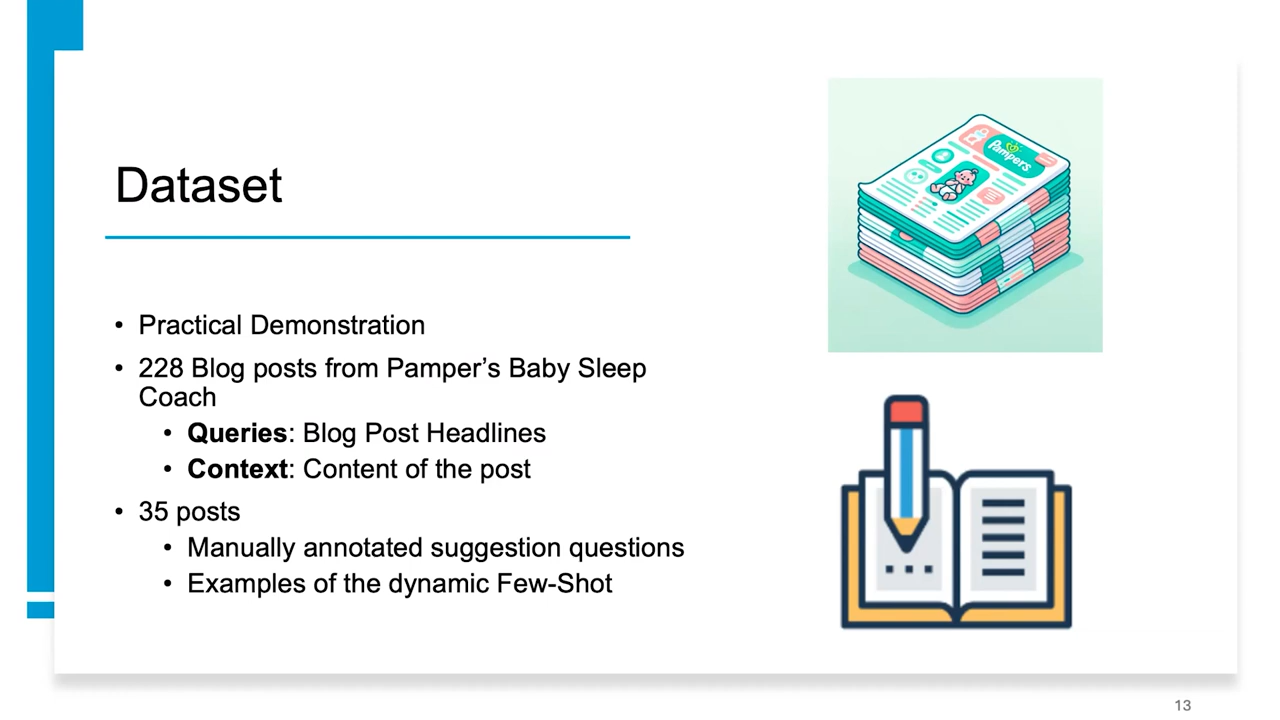 Dataset
• Practical Demonstration
• 228 Blog posts from Pamper’s Baby Sleep
Coach
• Queries: Blog Post Headlines
• Context: Content of the post
• 35 posts
• Manually annotated suggestion questions
• Examples of the dynamic Few-Shot
Pampers
13